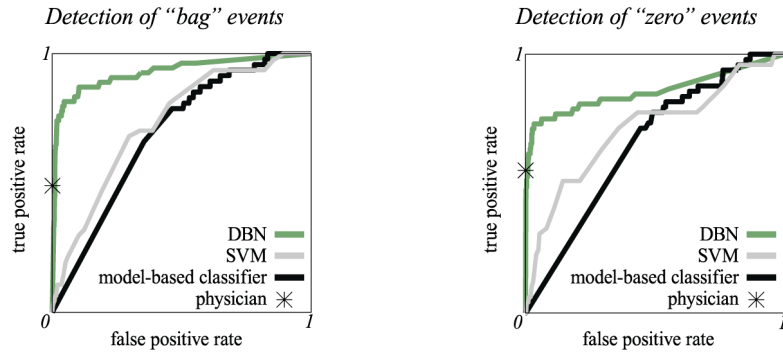 Detection of “bag” events
1
true positive rate
DBN
SVM
model-based classifier
physician
0
1
false positive rate
Detection of “zero” events
1
true positive rate
DBN
SVM
model-based classifier
physician
0
1
false positive rate